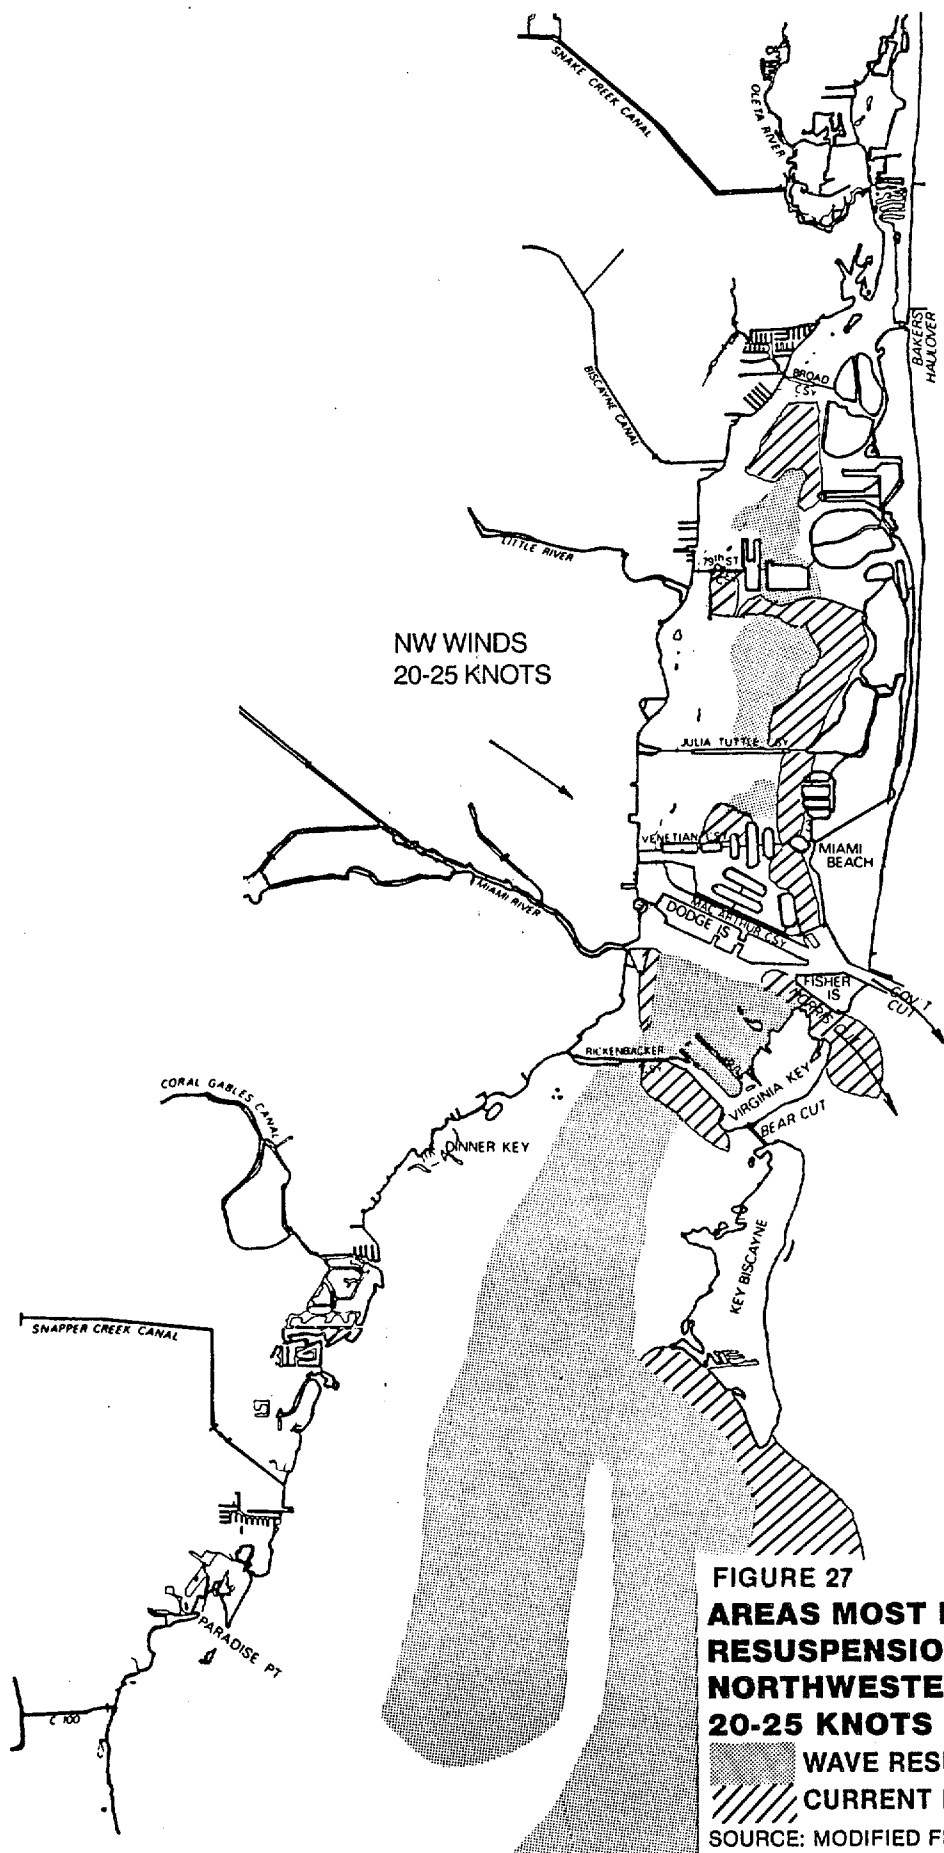 SNAKE CREEK CANAL
OLETA RIVER
BAKERS
HAULOVER
BISCAYNE CANAL
BROAD
CSY
LITTLE RIVER
79th ST
NW WINDS
20-25 KNOTS
JULIA TUTTLE CSY
VENETIAN CSY
MIAMI
BEACH
MIAMI RIVER
MAC ARTHUR CSY
DODGE IS
FISHER
IS
GOV'T
CUT
NORRIS CUT
RICKENBACKER
CSY
VIRGINIA KEY
BEAR CUT
CORAL GABLES CANAL
DINNER KEY
KEY BISCAYNE
SNAPPER CREEK CANAL
PARADISE PT
C 100
FIGURE 27
AREAS MOST
RESUSPENSIO
NORTHWESTE
20-25 KNOTS
WAVE RES
CURRENT
SOURCE: MODIFIED F